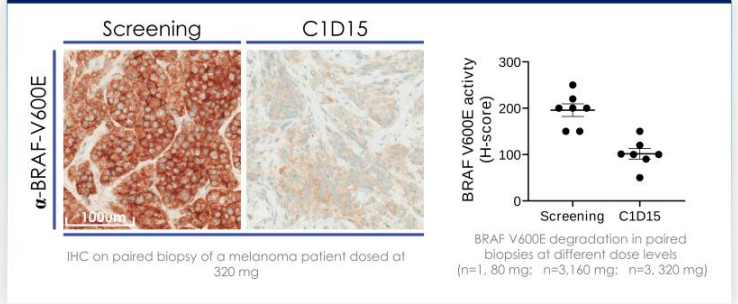 Screening
C1D15
α-BRAF-V600E
100um
IHC on paired biopsy of a melanoma patient dosed at
320 mg
BRAF V600E activty
(H-score)
300
200
100
0
Screening
C1D15
BRAF V600E degradation in paired
biopsies at different dose levels
(n=1, 80 mg; n=3,160 mg; n=3, 320 mg)